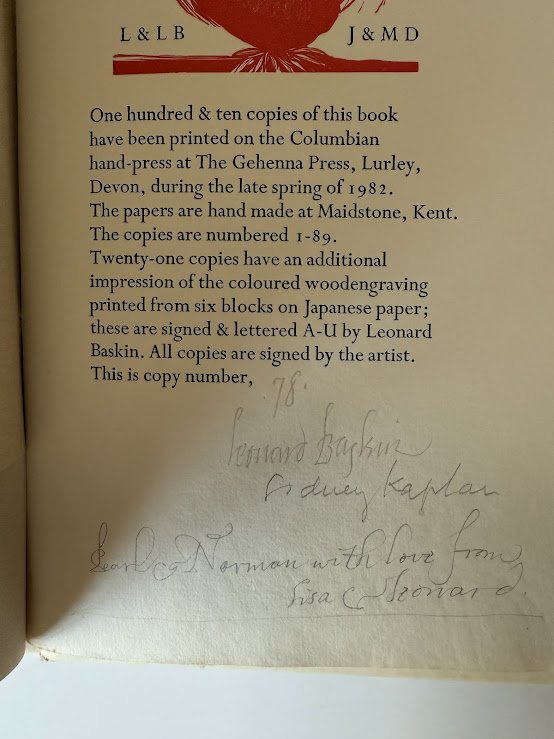 L & L B J & M D
One hundred & ten copies of this book
have been printed on the Columbian
hand-press at The Gehenna Press, Lurley,
Devon, during the late spring of 1982.
The papers are hand made at Maidstone, Kent.
The copies are numbered 1-89.
Twenty-one copies have an additional
impression of the coloured woodengraving
printed from six blocks on Japanese paper;
these are signed & lettered A-U by Leonard
Baskin. All copies are signed by the artist.
This is copy number,
·78·
Leonard Baskin
Sidney Kaplan
& Norman with love from
Lisa & Leonard